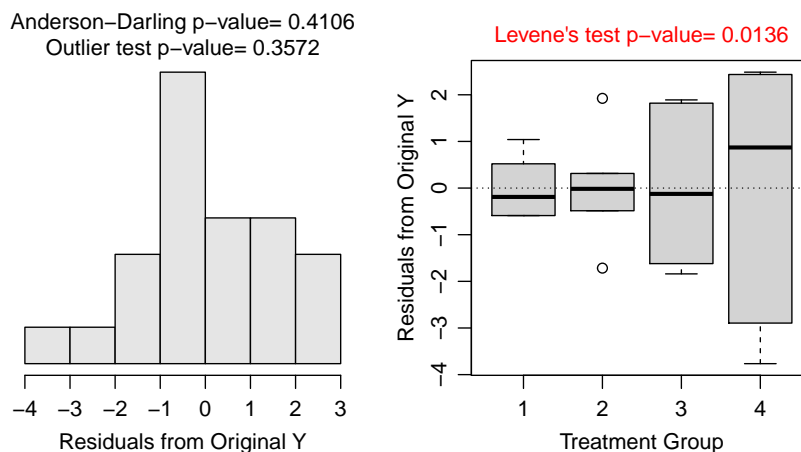 Anderson−Darling p−value= 0.4106
Outlier test p−value= 0.3572
−4 −3 −2 −1 0 1 2 3
Residuals from Original Y
Levene's test p−value= 0.0136
Residuals from Original Y
2
1
0
−1
−2
−3
−4
1 2 3 4
Treatment Group